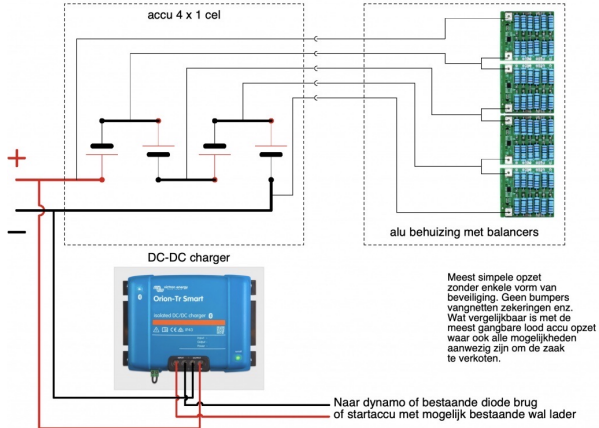 accu 4 x 1 cel
+
−
alu behuizing met balancers
DC-DC charger
victron energy
Orion-Tr Smart
Isolated DC/DC charger
Meest simpele opzet
zonder enkele vorm van
beveiliging. Geen bumpers
vangnetten zekeringen enz.
Wat vergelijkbaar is met de
meest gangbare lood accu opzet
waar ook alle mogelijkheden
aanwezig zijn om de zaak
te verkoten.
Naar dynamo of bestaande diode brug
of startaccu met mogelijk bestaande wal lader